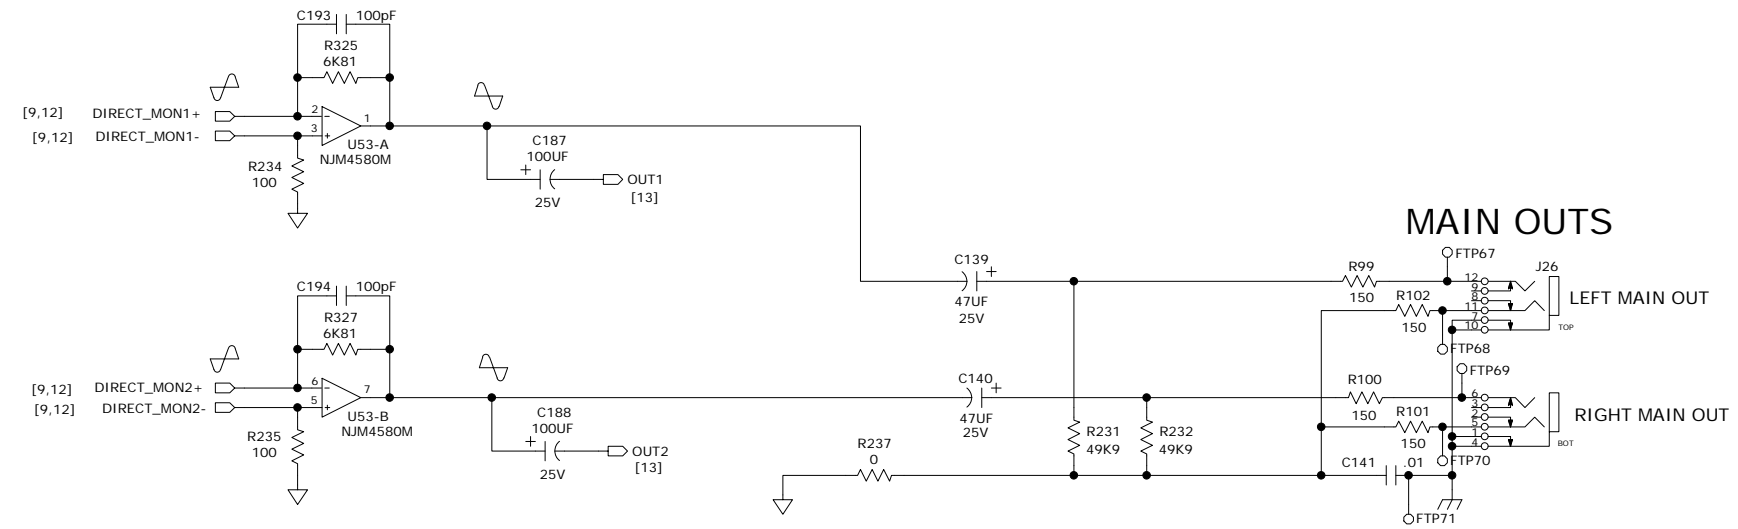 C193 100pF
R325
6K81
[9,12] DIRECT_MON1+
[9,12] DIRECT_MON1-
2
-
3
+
1
U53-A
NJM4580M
R234
100
C187
100UF
+
25V
OUT1
[13]
C194 100pF
R327
6K81
[9,12] DIRECT_MON2+
[9,12] DIRECT_MON2-
6
-
5
+
7
U53-B
NJM4580M
R235
100
C188
100UF
+
25V
OUT2
[13]
C139
+
47UF
25V
C140
+
47UF
25V
R237
0
R231
49K9
R232
49K9
MAIN OUTS
FTP67
R99
150
R102
150
J26
12
9
8
11
7
10
LEFT MAIN OUT
TOP
FTP68
FTP69
R100
150
R101
150
6
3
2
5
1
4
RIGHT MAIN OUT
BOT
FTP70
C141 .01
FTP71